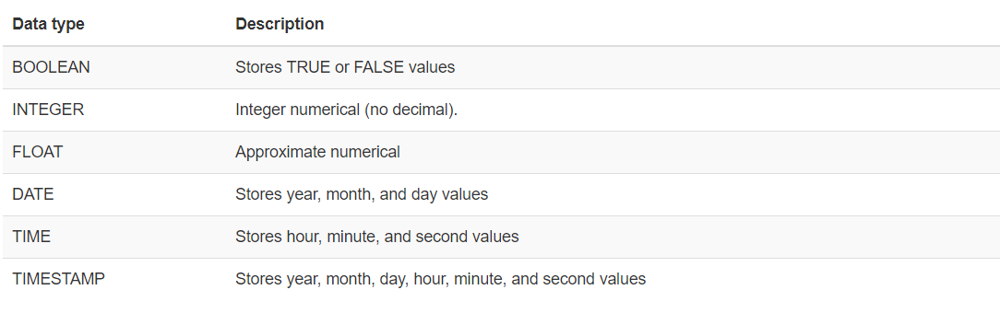 Data type Description
BOOLEAN Stores TRUE or FALSE values
INTEGER Integer numerical (no decimal).
FLOAT Approximate numerical
DATE Stores year, month, and day values
TIME Stores hour, minute, and second values
TIMESTAMP Stores year, month, day, hour, minute, and second values